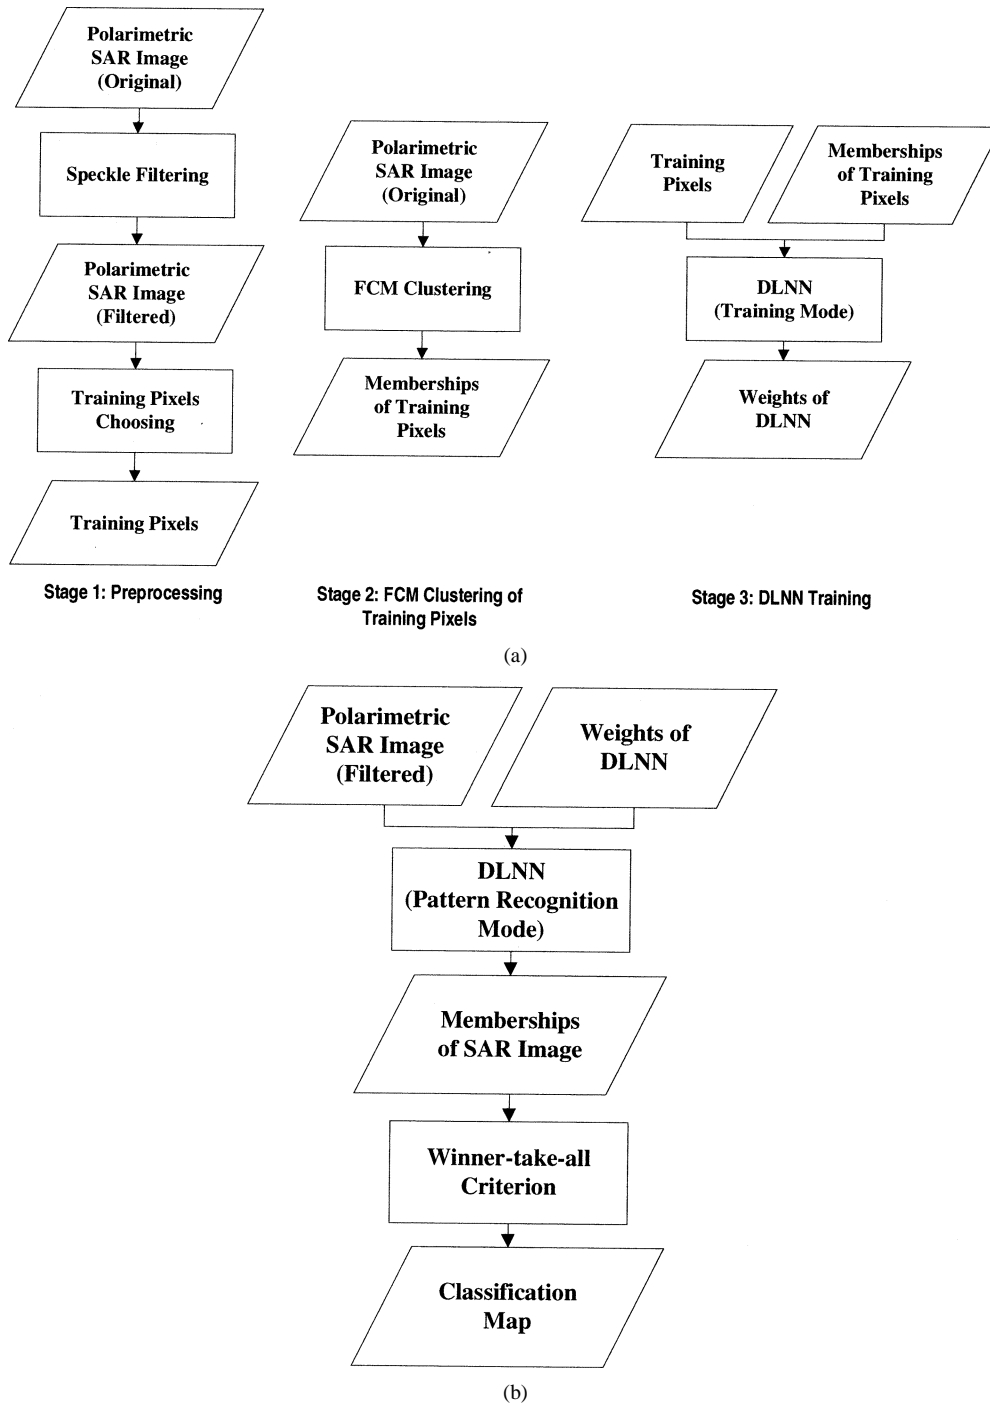 Polarimetric
SAR Image
(Original)
Speckle Filtering
Polarimetric
SAR Image
(Filtered)
Training Pixels
Choosing
Training Pixels
Stage 1: Preprocessing
Polarimetric
SAR Image
(Original)
FCM Clustering
Memberships
of Training
Pixels
Stage 2: FCM Clustering of
Training Pixels
Training
Pixels
Memberships
of Training
Pixels
DLNN
(Training Mode)
Weights of
DLNN
Stage 3: DLNN Training
(a)
Polarimetric
SAR Image
(Filtered)
Weights of
DLNN
DLNN
(Pattern Recognition
Mode)
Memberships
of SAR Image
Winner-take-all
Criterion
Classification
Map
(b)